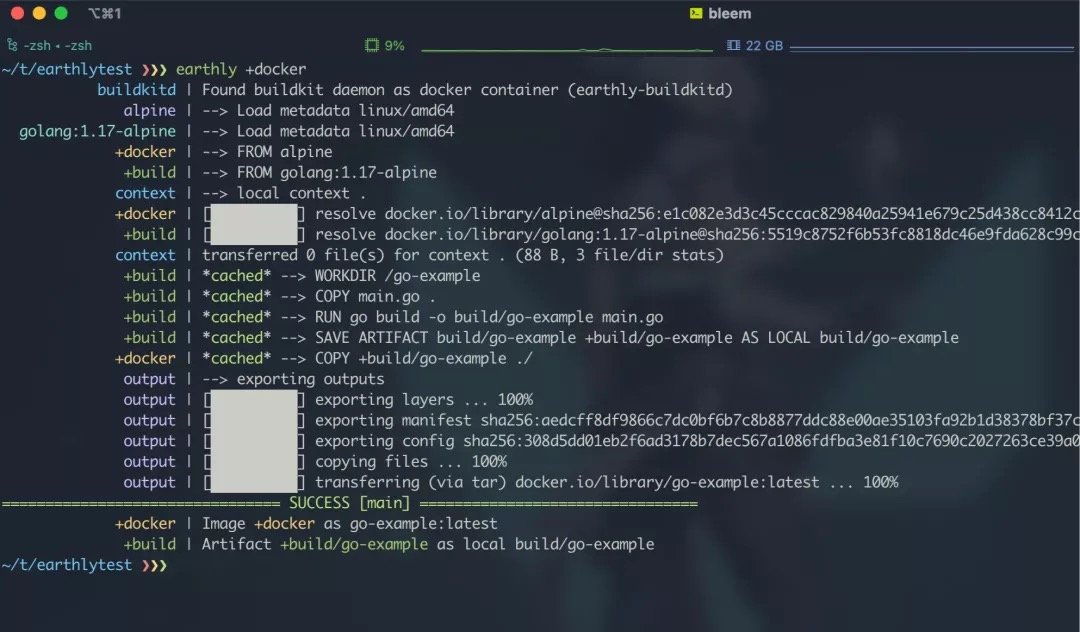 ⌥⌘1
bleem
-zsh • -zsh
9%
22 GB
~/t/earthlytest ❯❯❯ earthly +docker
buildkitd | Found buildkit daemon as docker container (earthly-buildkitd)
alpine | --> Load metadata linux/amd64
golang:1.17-alpine | --> Load metadata linux/amd64
+docker | --> FROM alpine
+build | --> FROM golang:1.17-alpine
context | --> local context .
+docker | [ ] resolve docker.io/library/alpine@sha256:e1c082e3d3c45cccac829840a25941e679c25d438cc8412c
+build | [ ] resolve docker.io/library/golang:1.17-alpine@sha256:5519c8752f6b53fc8818dc46e9fda628c99c
context | transferred 0 file(s) for context . (88 B, 3 file/dir stats)
+build | *cached* --> WORKDIR /go-example
+build | *cached* --> COPY main.go .
+build | *cached* --> RUN go build -o build/go-example main.go
+build | *cached* --> SAVE ARTIFACT build/go-example +build/go-example AS LOCAL build/go-example
+docker | *cached* --> COPY +build/go-example ./
output | --> exporting outputs
output | [ ] exporting layers ... 100%
output | [ ] exporting manifest sha256:aedcff8df9866c7dc0bf6b7c8b8877ddc88e00ae35103fa92b1d38378bf37c
output | [ ] exporting config sha256:308d5dd01eb2f6ad3178b7dec567a1086fdfba3e81f10c7690c2027263ce39a0
output | [ ] copying files ... 100%
output | [ ] transferring (via tar) docker.io/library/go-example:latest ... 100%
================================ SUCCESS [main] ================================
+docker | Image +docker as go-example:latest
+build | Artifact +build/go-example as local build/go-example
~/t/earthlytest ❯❯❯